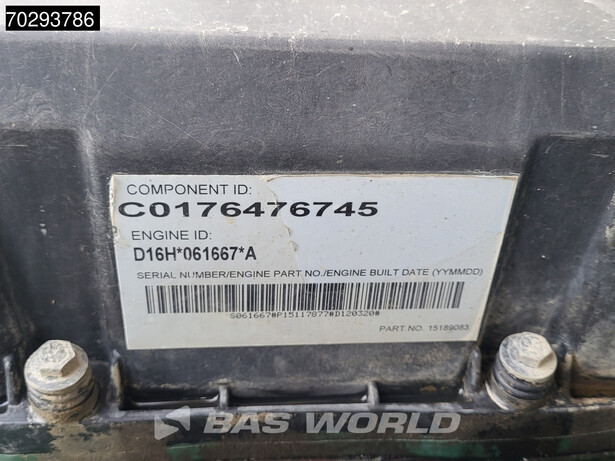 70293786
COMPONENT ID:
C0176476745
ENGINE ID:
D16H*061667*A
SERIAL NUMBER/ENGINE PART NO./ENGINE BUILT DATE (YYMMDD)
S061667#P15117877#D120320#
PART NO. 15189083
BAS WORLD